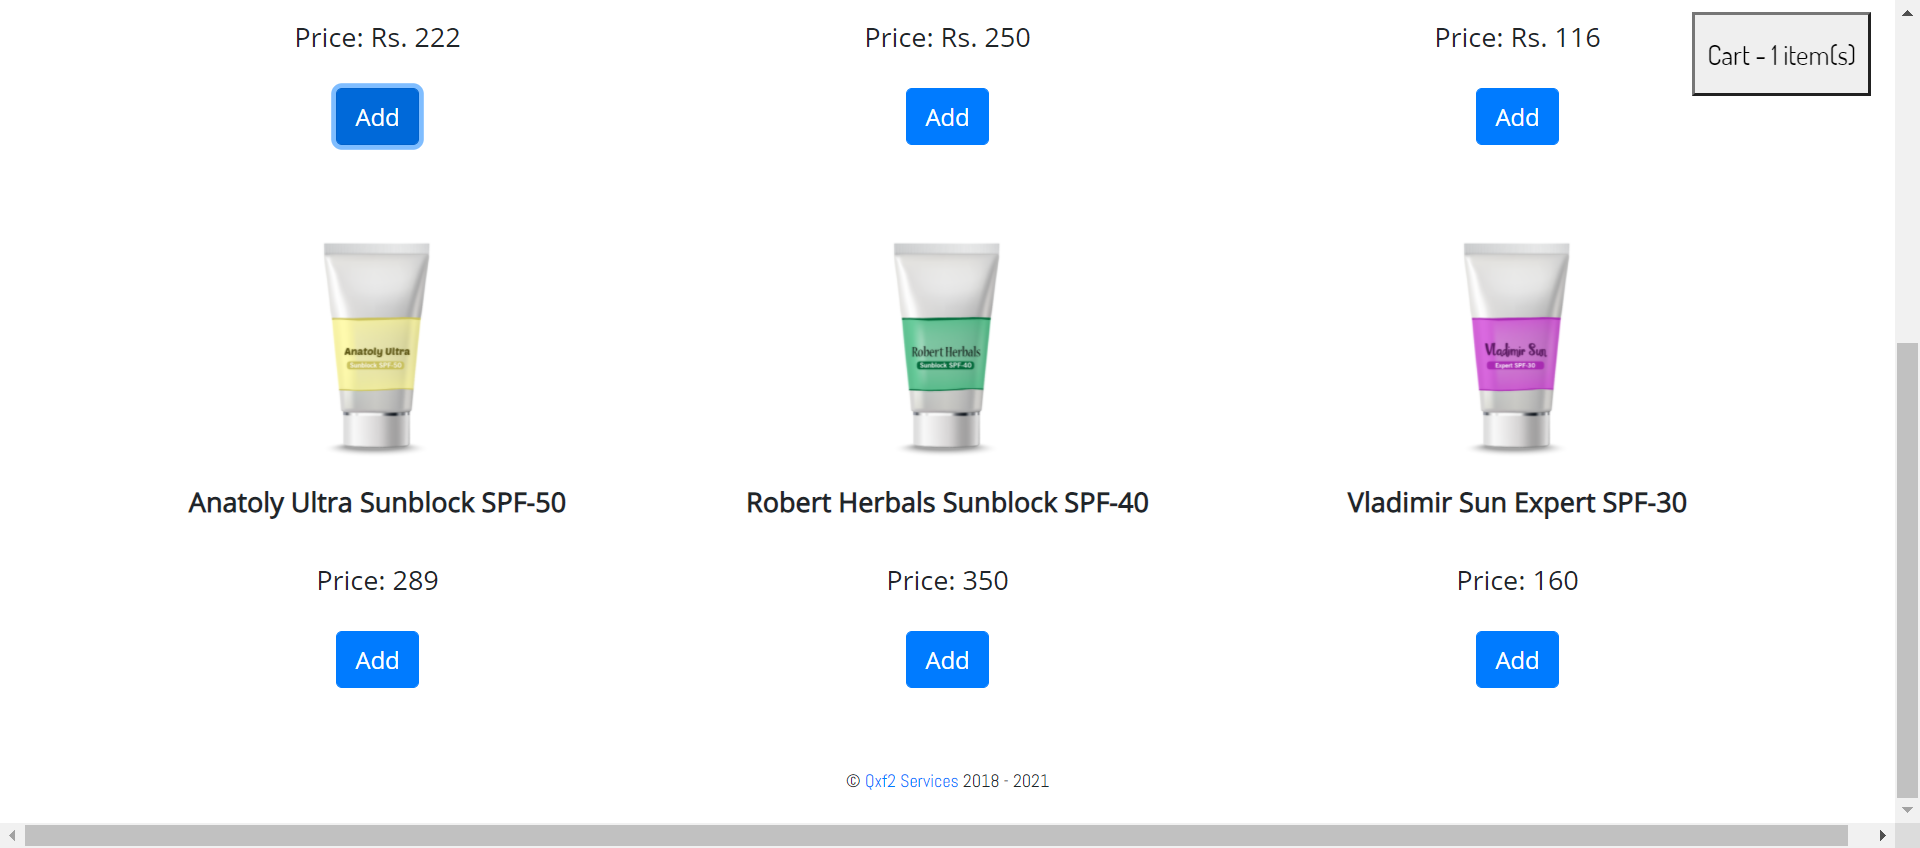 Price: Rs. 222
Price: Rs. 250
Price: Rs. 116
Cart - 1 item(s)
Add
Add
Add
Anatoly Ultra
Sunblock SPF-50
Robert Herbals
Sunblock SPF-40
Vladimir Sun
Expert SPF-30
Anatoly Ultra Sunblock SPF-50
Robert Herbals Sunblock SPF-40
Vladimir Sun Expert SPF-30
Price: 289
Price: 350
Price: 160
Add
Add
Add
© Qxf2 Services 2018 - 2021